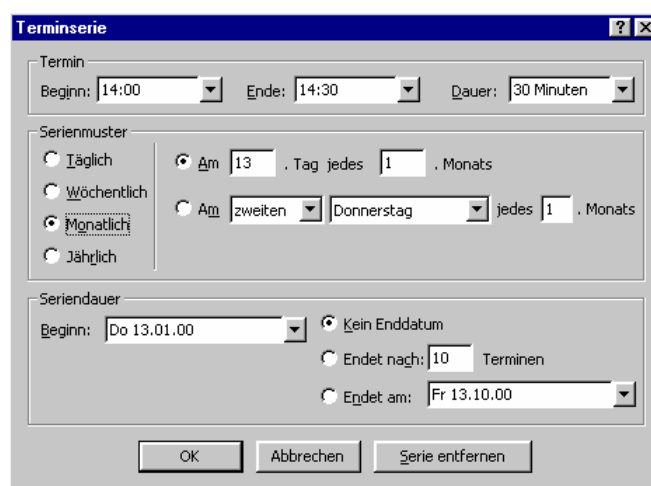 Terminserie
Termin
Beginn: 14:00 Ende: 14:30 Dauer: 30 Minuten
Serienmuster
Täglich
Wöchentlich
Monatlich
Jährlich
Am 13 . Tag jedes 1 . Monats
Am zweiten Donnerstag jedes 1 . Monats
Seriendauer
Beginn: Do 13.01.00
Kein Enddatum
Endet nach: 10 Terminen
Endet am: Fr 13.10.00
OK Abbrechen Serie entfernen